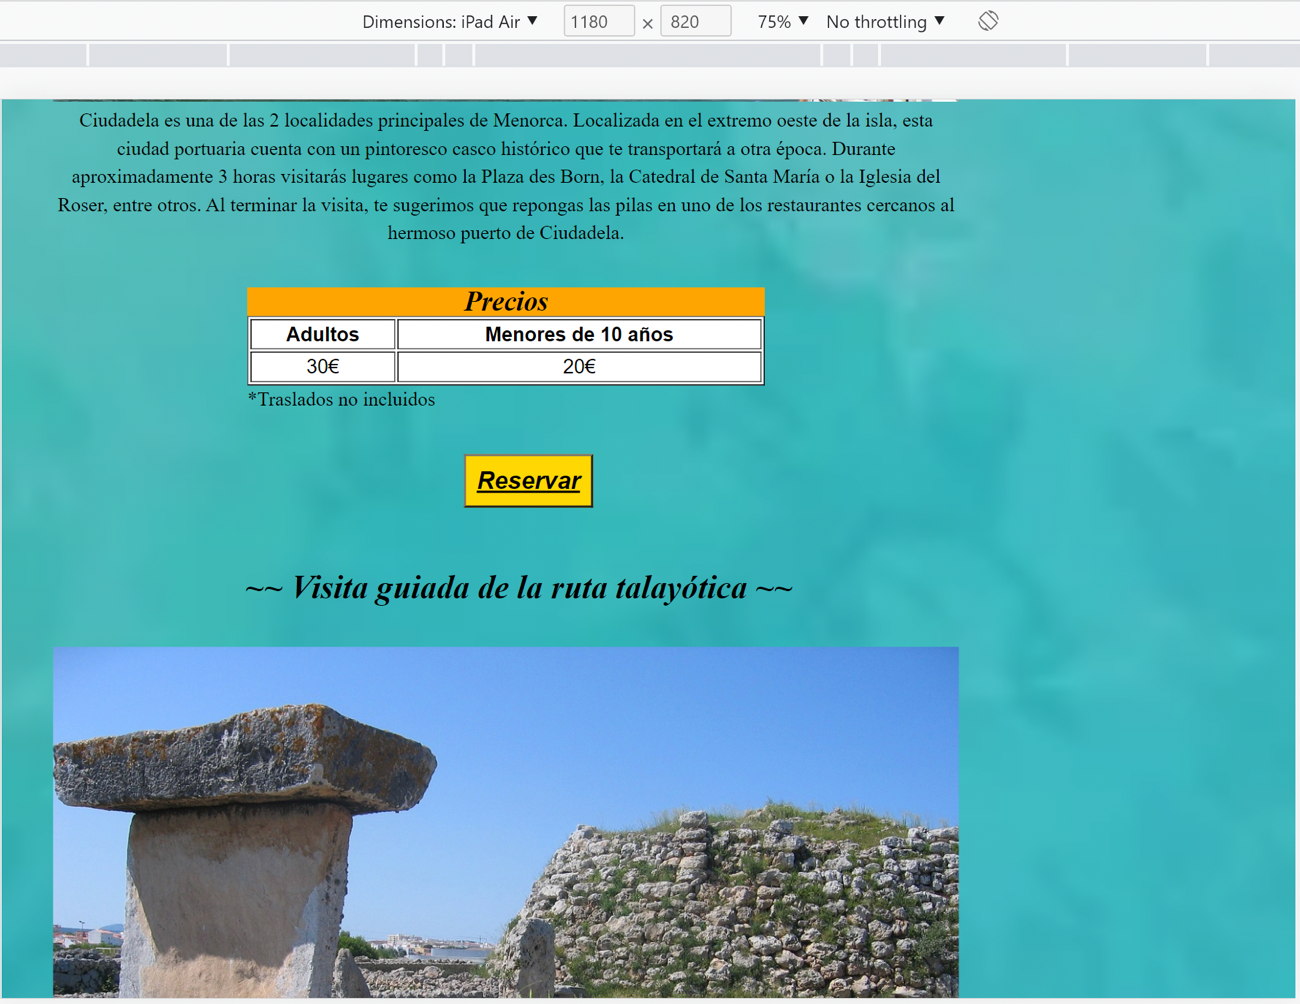 Dimensions: iPad Air ▼ 1180 × 820 75% ▼ No throttling ▼
Ciudadela es una de las 2 localidades principales de Menorca. Localizada en el extremo oeste de la isla, esta
ciudad portuaria cuenta con un pintoresco casco histórico que te transportará a otra época. Durante
aproximadamente 3 horas visitarás lugares como la Plaza des Born, la Catedral de Santa María o la Iglesia del
Roser, entre otros. Al terminar la visita, te sugerimos que repongas las pilas en uno de los restaurantes cercanos al
hermoso puerto de Ciudadela.
Precios
Adultos Menores de 10 años
30€ 20€
*Traslados no incluidos
Reservar
~~ Visita guiada de la ruta talayótica ~~